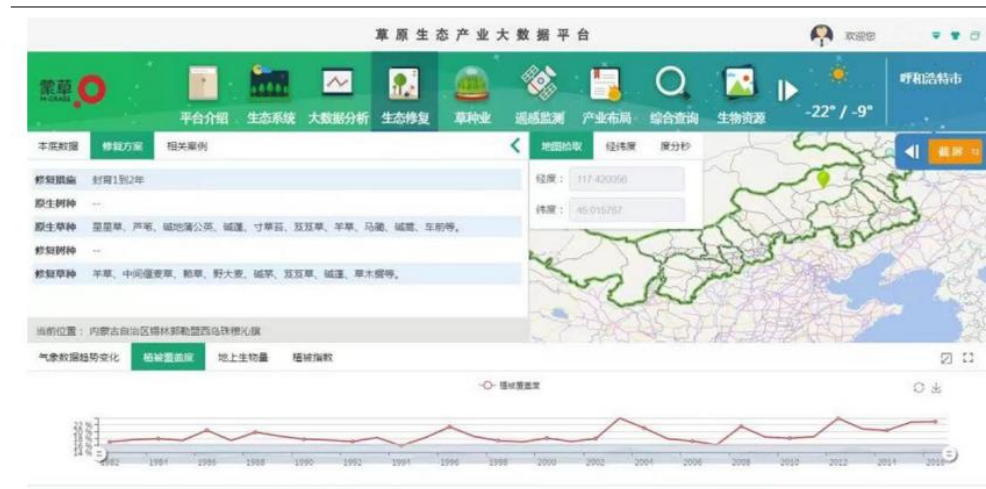 草原生态产业大数据平台
欢迎您
蒙草
M-GRASS
平台介绍 生态系统 大数据分析 生态修复 草种业 遥感监测 产业布局 综合查询 生物资源
-22° / -9°
呼和浩特市
本底数据 修复方案 相关案例
地图拾取 经纬度 度分秒
截屏
修复措施 封育1到2年
经度： 117.420056
原生树种 --
纬度： 45.015767
原生草种 星星草、芦苇、碱地蒲公英、碱蓬、寸草苔、芨芨草、羊草、马蔺、碱蒿、车前等。
修复树种 --
修复草种 羊草、中间偃麦草、赖草、野大麦、碱茅、芨芨草、碱蓬、草木樨等。
当前位置：内蒙古自治区锡林郭勒盟西乌珠穆沁旗
气象数据趋势变化 植被覆盖度 地上生物量 植被指数
植被覆盖度
22 %
20 %
18 %
16 %
14 %
1982 1984 1986 1988 1990 1992 1994 1996 1998 2000 2002 2004 2006 2008 2010 2012 2014 2016